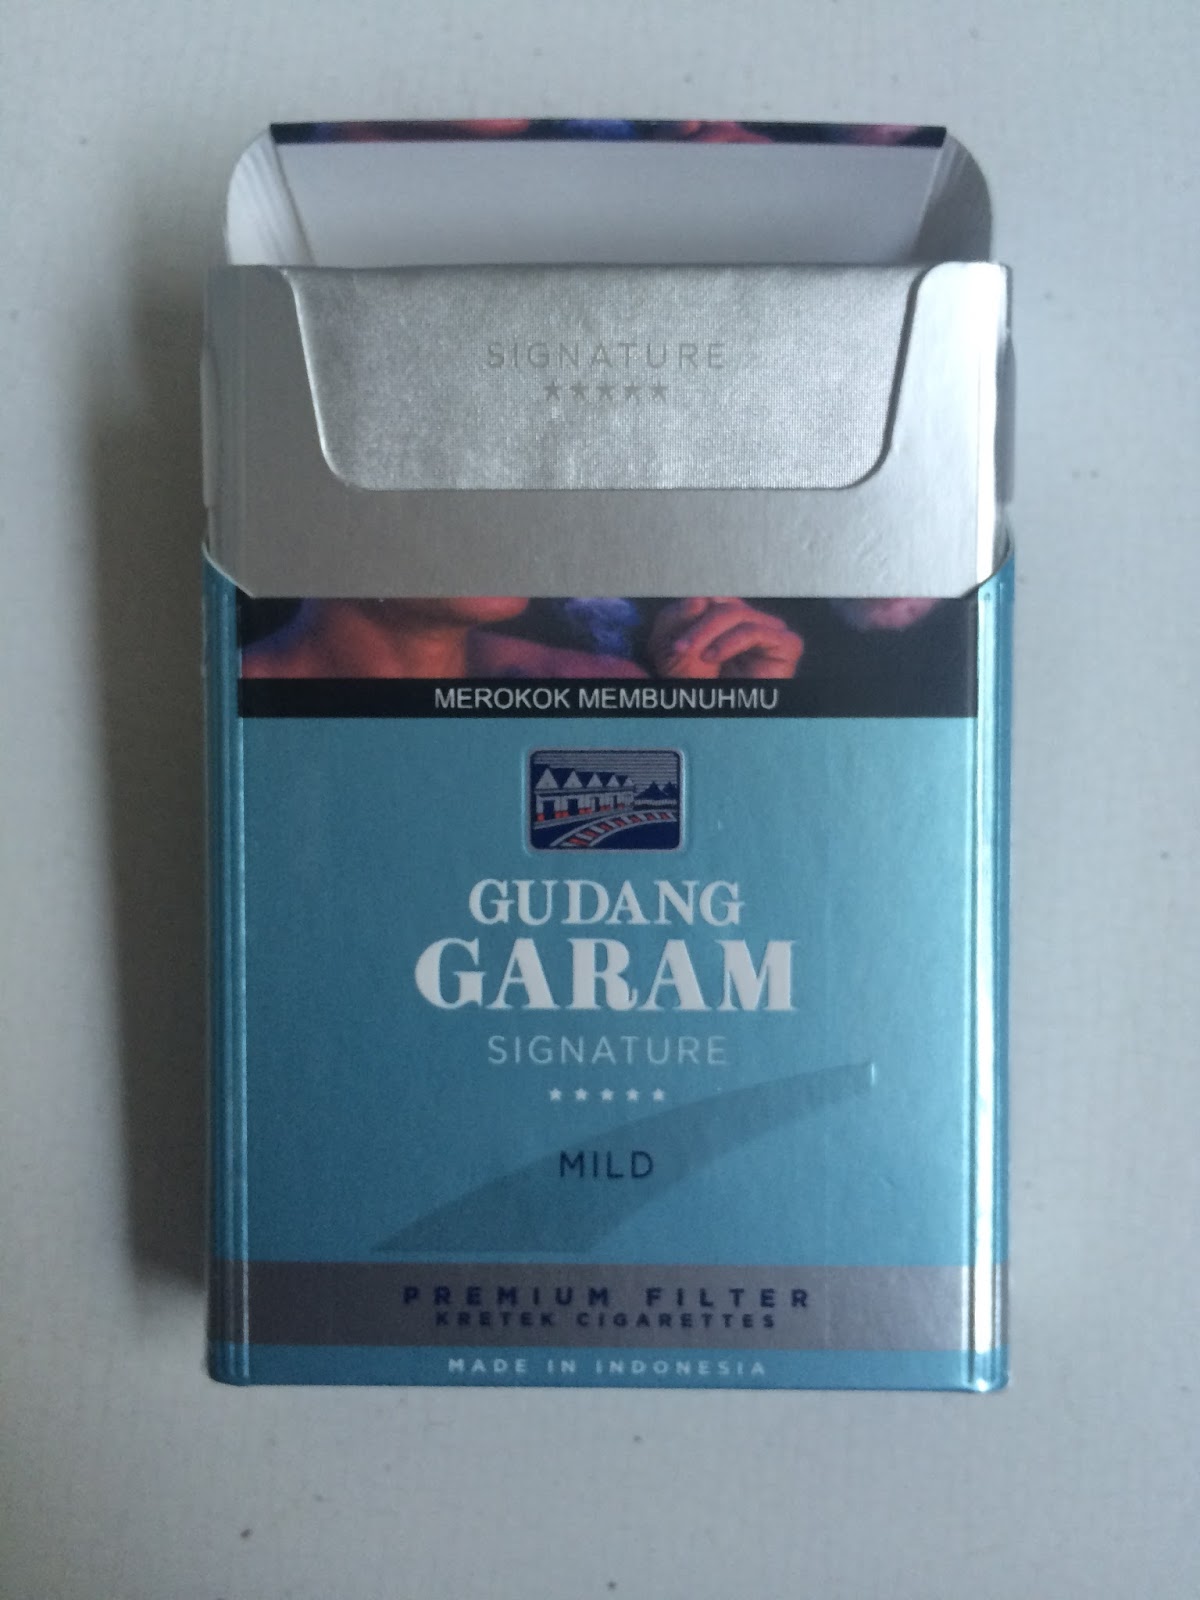 SIGNATURE
★★★★★
MEROKOK MEMBUNUHMU
GUDANG
GARAM
SIGNATURE
★★★★★
MILD
PREMIUM FILTER
KRETEK CIGARETTES
MADE IN INDONESIA